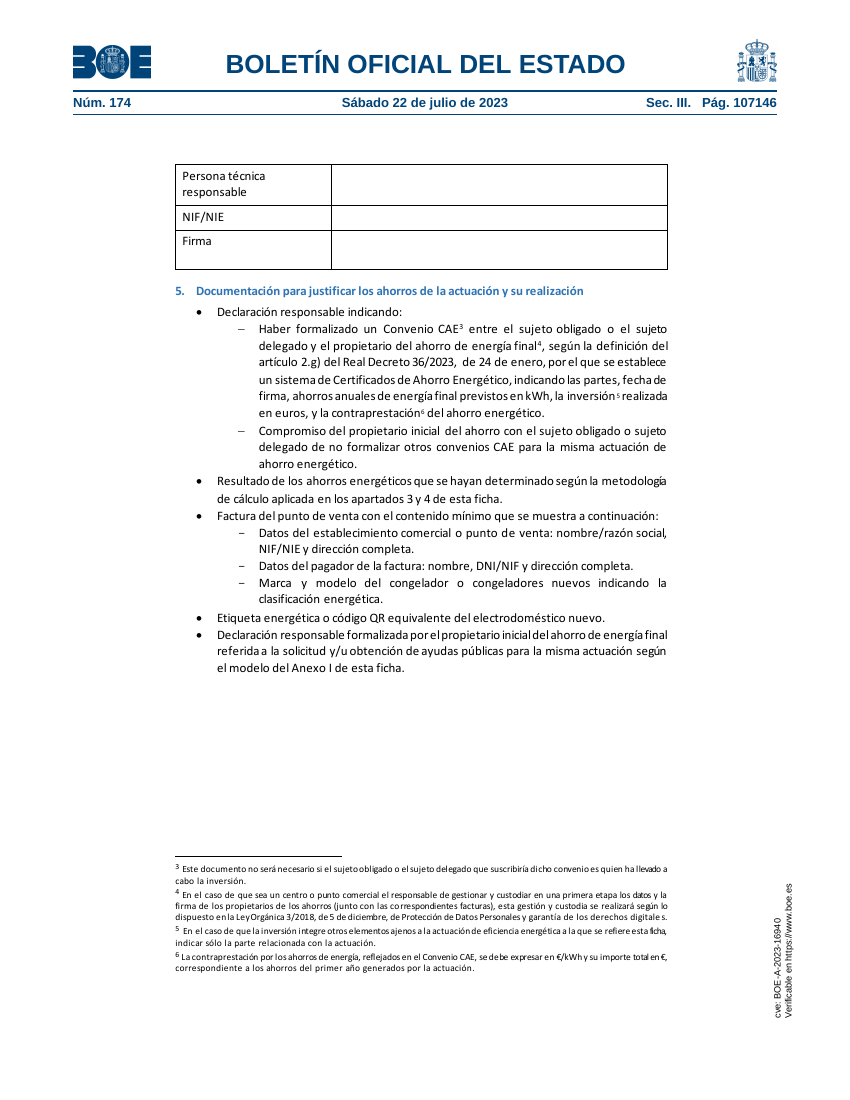 BOE
BOLETÍN OFICIAL DEL ESTADO
Núm. 174 Sábado 22 de julio de 2023 Sec. III. Pág. 107146
Persona técnica
responsable
NIF/NIE
Firma
5. Documentación para justificar los ahorros de la actuación y su realización
• Declaración responsable indicando:
− Haber formalizado un Convenio CAE³ entre el sujeto obligado o el sujeto
delegado y el propietario del ahorro de energía final⁴, según la definición del
artículo 2.g) del Real Decreto 36/2023, de 24 de enero, por el que se establece
un sistema de Certificados de Ahorro Energético, indicando las partes, fecha de
firma, ahorros anuales de energía final previstos en kWh, la inversión⁵ realizada
en euros, y la contraprestación⁶ del ahorro energético.
− Compromiso del propietario inicial del ahorro con el sujeto obligado o sujeto
delegado de no formalizar otros convenios CAE para la misma actuación de
ahorro energético.
• Resultado de los ahorros energéticos que se hayan determinado según la metodología
de cálculo aplicada en los apartados 3 y 4 de esta ficha.
• Factura del punto de venta con el contenido mínimo que se muestra a continuación:
− Datos del establecimiento comercial o punto de venta: nombre/razón social,
NIF/NIE y dirección completa.
− Datos del pagador de la factura: nombre, DNI/NIF y dirección completa.
− Marca y modelo del congelador o congeladores nuevos indicando la
clasificación energética.
• Etiqueta energética o código QR equivalente del electrodoméstico nuevo.
• Declaración responsable formalizada por el propietario inicial del ahorro de energía final
referida a la solicitud y/u obtención de ayudas públicas para la misma actuación según
el modelo del Anexo I de esta ficha.
³ Este documento no será necesario si el sujeto obligado o el sujeto delegado que suscribiría dicho convenio es quien ha llevado a
cabo la inversión.
⁴ En el caso de que sea un centro o punto comercial el responsable de gestionar y custodiar en una primera etapa los datos y la
firma de los propietarios de los ahorros (junto con las correspondientes facturas), esta gestión y custodia se realizará según lo
dispuesto en la Ley Orgánica 3/2018, de 5 de diciembre, de Protección de Datos Personales y garantía de los derechos digitales.
⁵ En el caso de que la inversión integre otros elementos ajenos a la actuación de eficiencia energética a la que se refiere esta ficha,
indicar sólo la parte relacionada con la actuación.
⁶ La contraprestación por los ahorros de energía, reflejados en el Convenio CAE, se debe expresar en €/kWh y su importe total en €,
correspondiente a los ahorros del primer año generados por la actuación.
cve: BOE-A-2023-16940
Verificable en https://www.boe.es